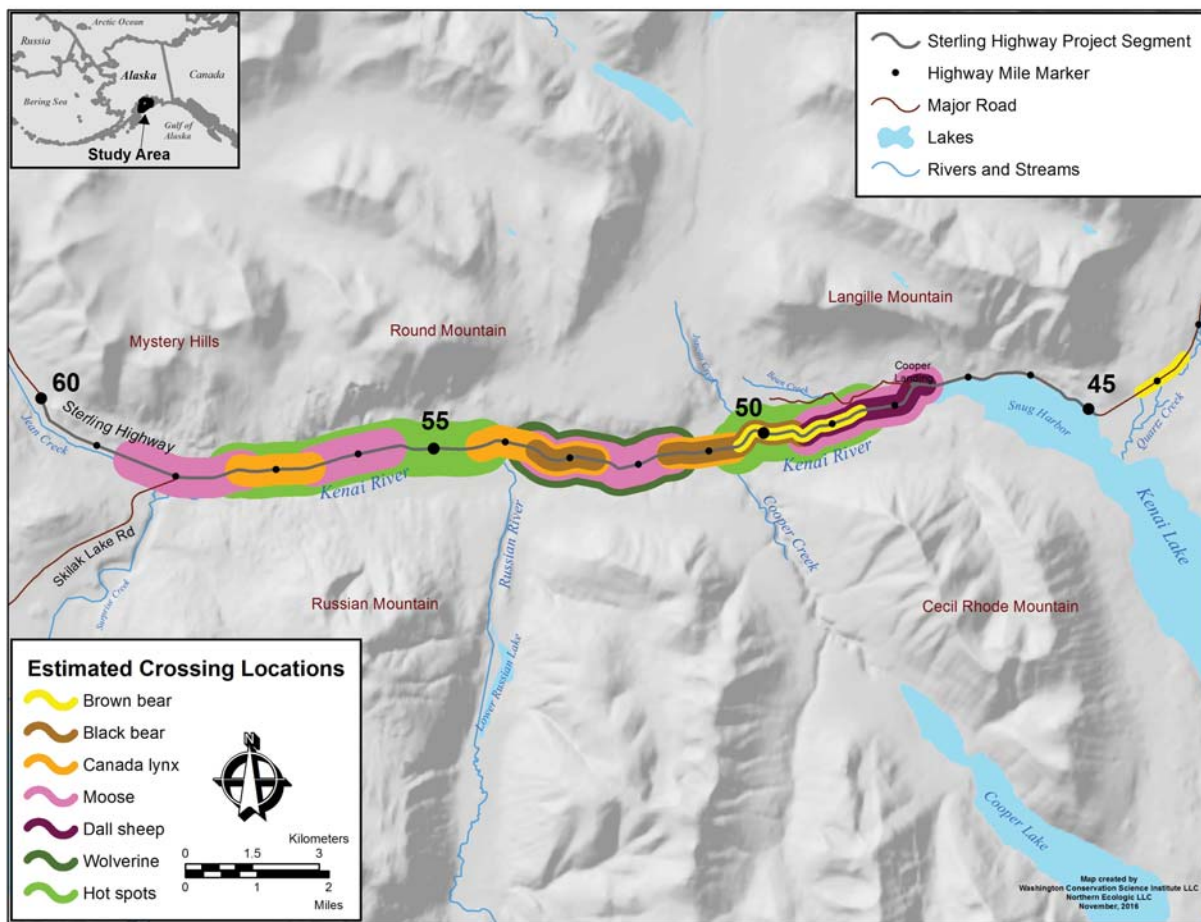 Arctic Ocean
Russia
Alaska
Canada
Bering Sea
Gulf of
Alaska
Study Area
Sterling Highway Project Segment
Highway Mile Marker
Major Road
Lakes
Rivers and Streams
Langille Mountain
Mystery Hills
Round Mountain
Juneau Creek
Bean Creek
Cooper
Landing
60
Sterling Highway
Jean Creek
55
50
45
Snug Harbor
Quartz Creek
Kenai River
Kenai River
Kenai Lake
Skilak Lake Rd
Surprise Creek
Russian River
Cooper Creek
Russian Mountain
Cecil Rhode Mountain
Lower Russian Lake
Cooper Lake
Estimated Crossing Locations
Brown bear
Black bear
Canada lynx
Moose
Dall sheep
Wolverine
Hot spots
N
Kilometers
0 1.5 3
0 1 2
Miles
Map created by
Washington Conservation Science Institute LLC
Northern Ecologic LLC
November, 2016